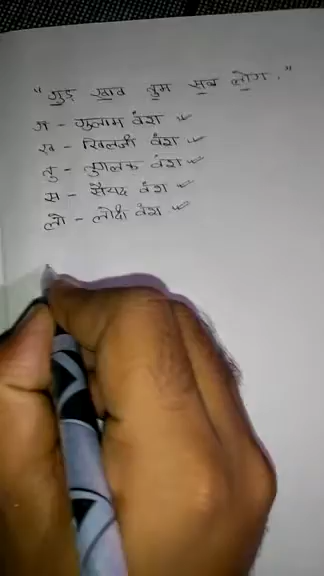 "गुड़ खाव तुम सब लोग."
ग - गुलाम वंश ✓
ख - खिलजी वंश ✓
तु - तुगलक वंश ✓
स - सैयद वंश ✓
लो - लोदी वंश ✓